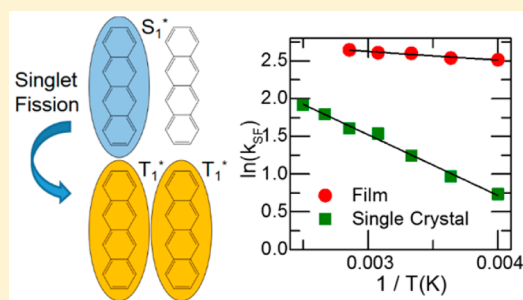 S₁*
Singlet
Fission
T₁* T₁*
ln(k_SF)
2.5
2.0
1.5
1.0
0.5
0.0
Film
Single Crystal
0.003 0.004
1 / T(K)